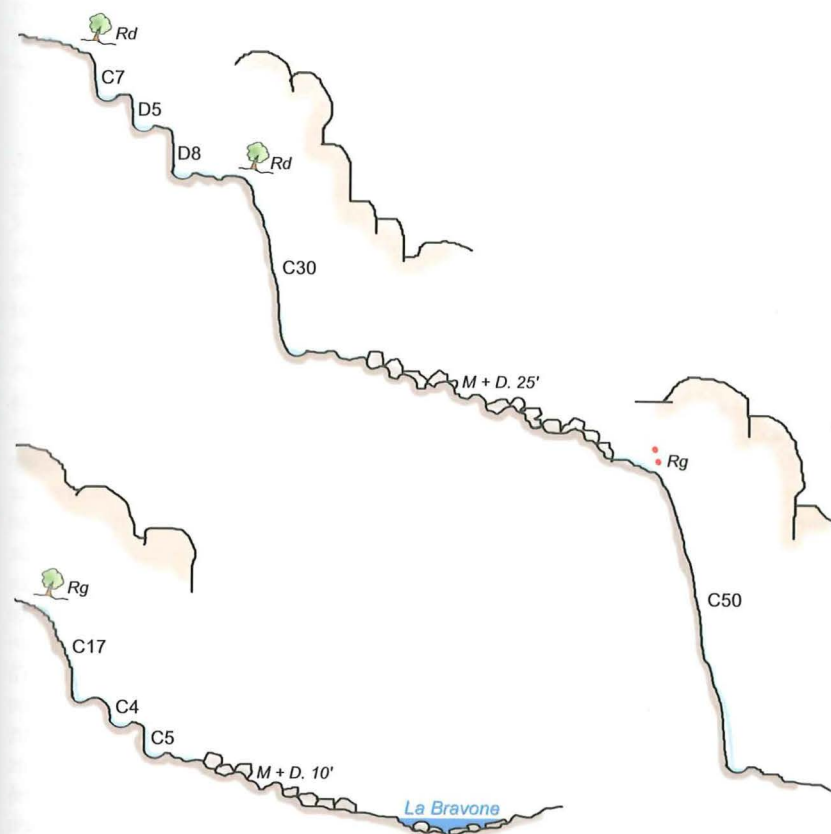 Rd
C7
D5
D8
Rd
C30
M + D. 25'
Rg
C50
Rg
C17
C4
C5
M + D. 10'
La Bravone